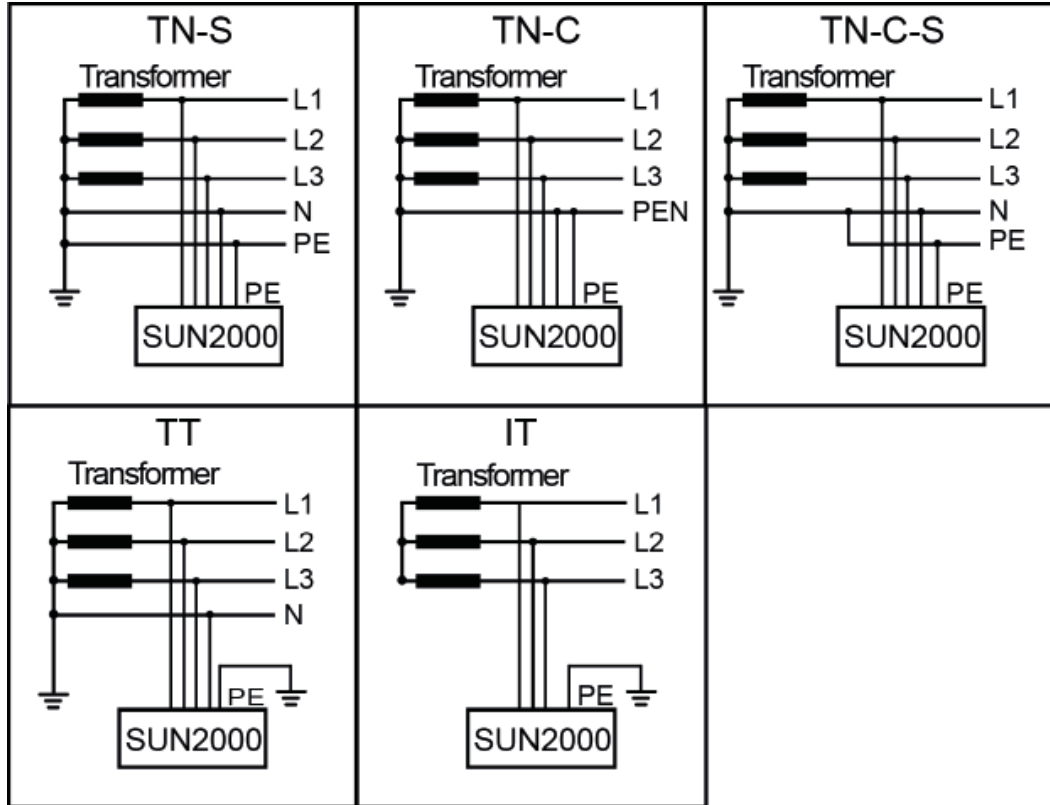 TN-S
Transformer
L1
L2
L3
N
PE
PE
SUN2000
TN-C
Transformer
L1
L2
L3
PEN
PE
SUN2000
TN-C-S
Transformer
L1
L2
L3
N
PE
PE
SUN2000
TT
Transformer
L1
L2
L3
N
PE
SUN2000
IT
Transformer
L1
L2
L3
PE
SUN2000